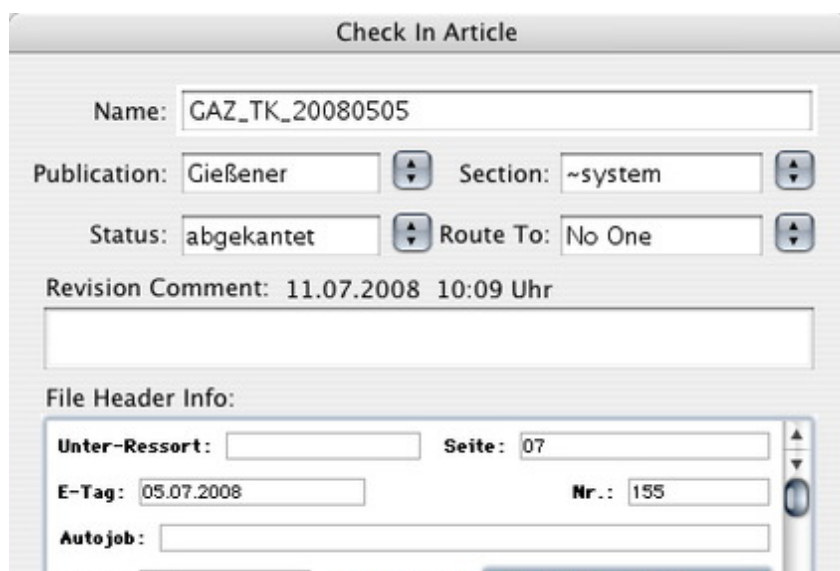 Check In Article
Name: GAZ_TK_20080505
Publication: Gießener Section: ~system
Status: abgekantet Route To: No One
Revision Comment: 11.07.2008 10:09 Uhr
File Header Info:
Unter-Ressort: Seite: 07
E-Tag: 05.07.2008 Nr.: 155
Autojob: